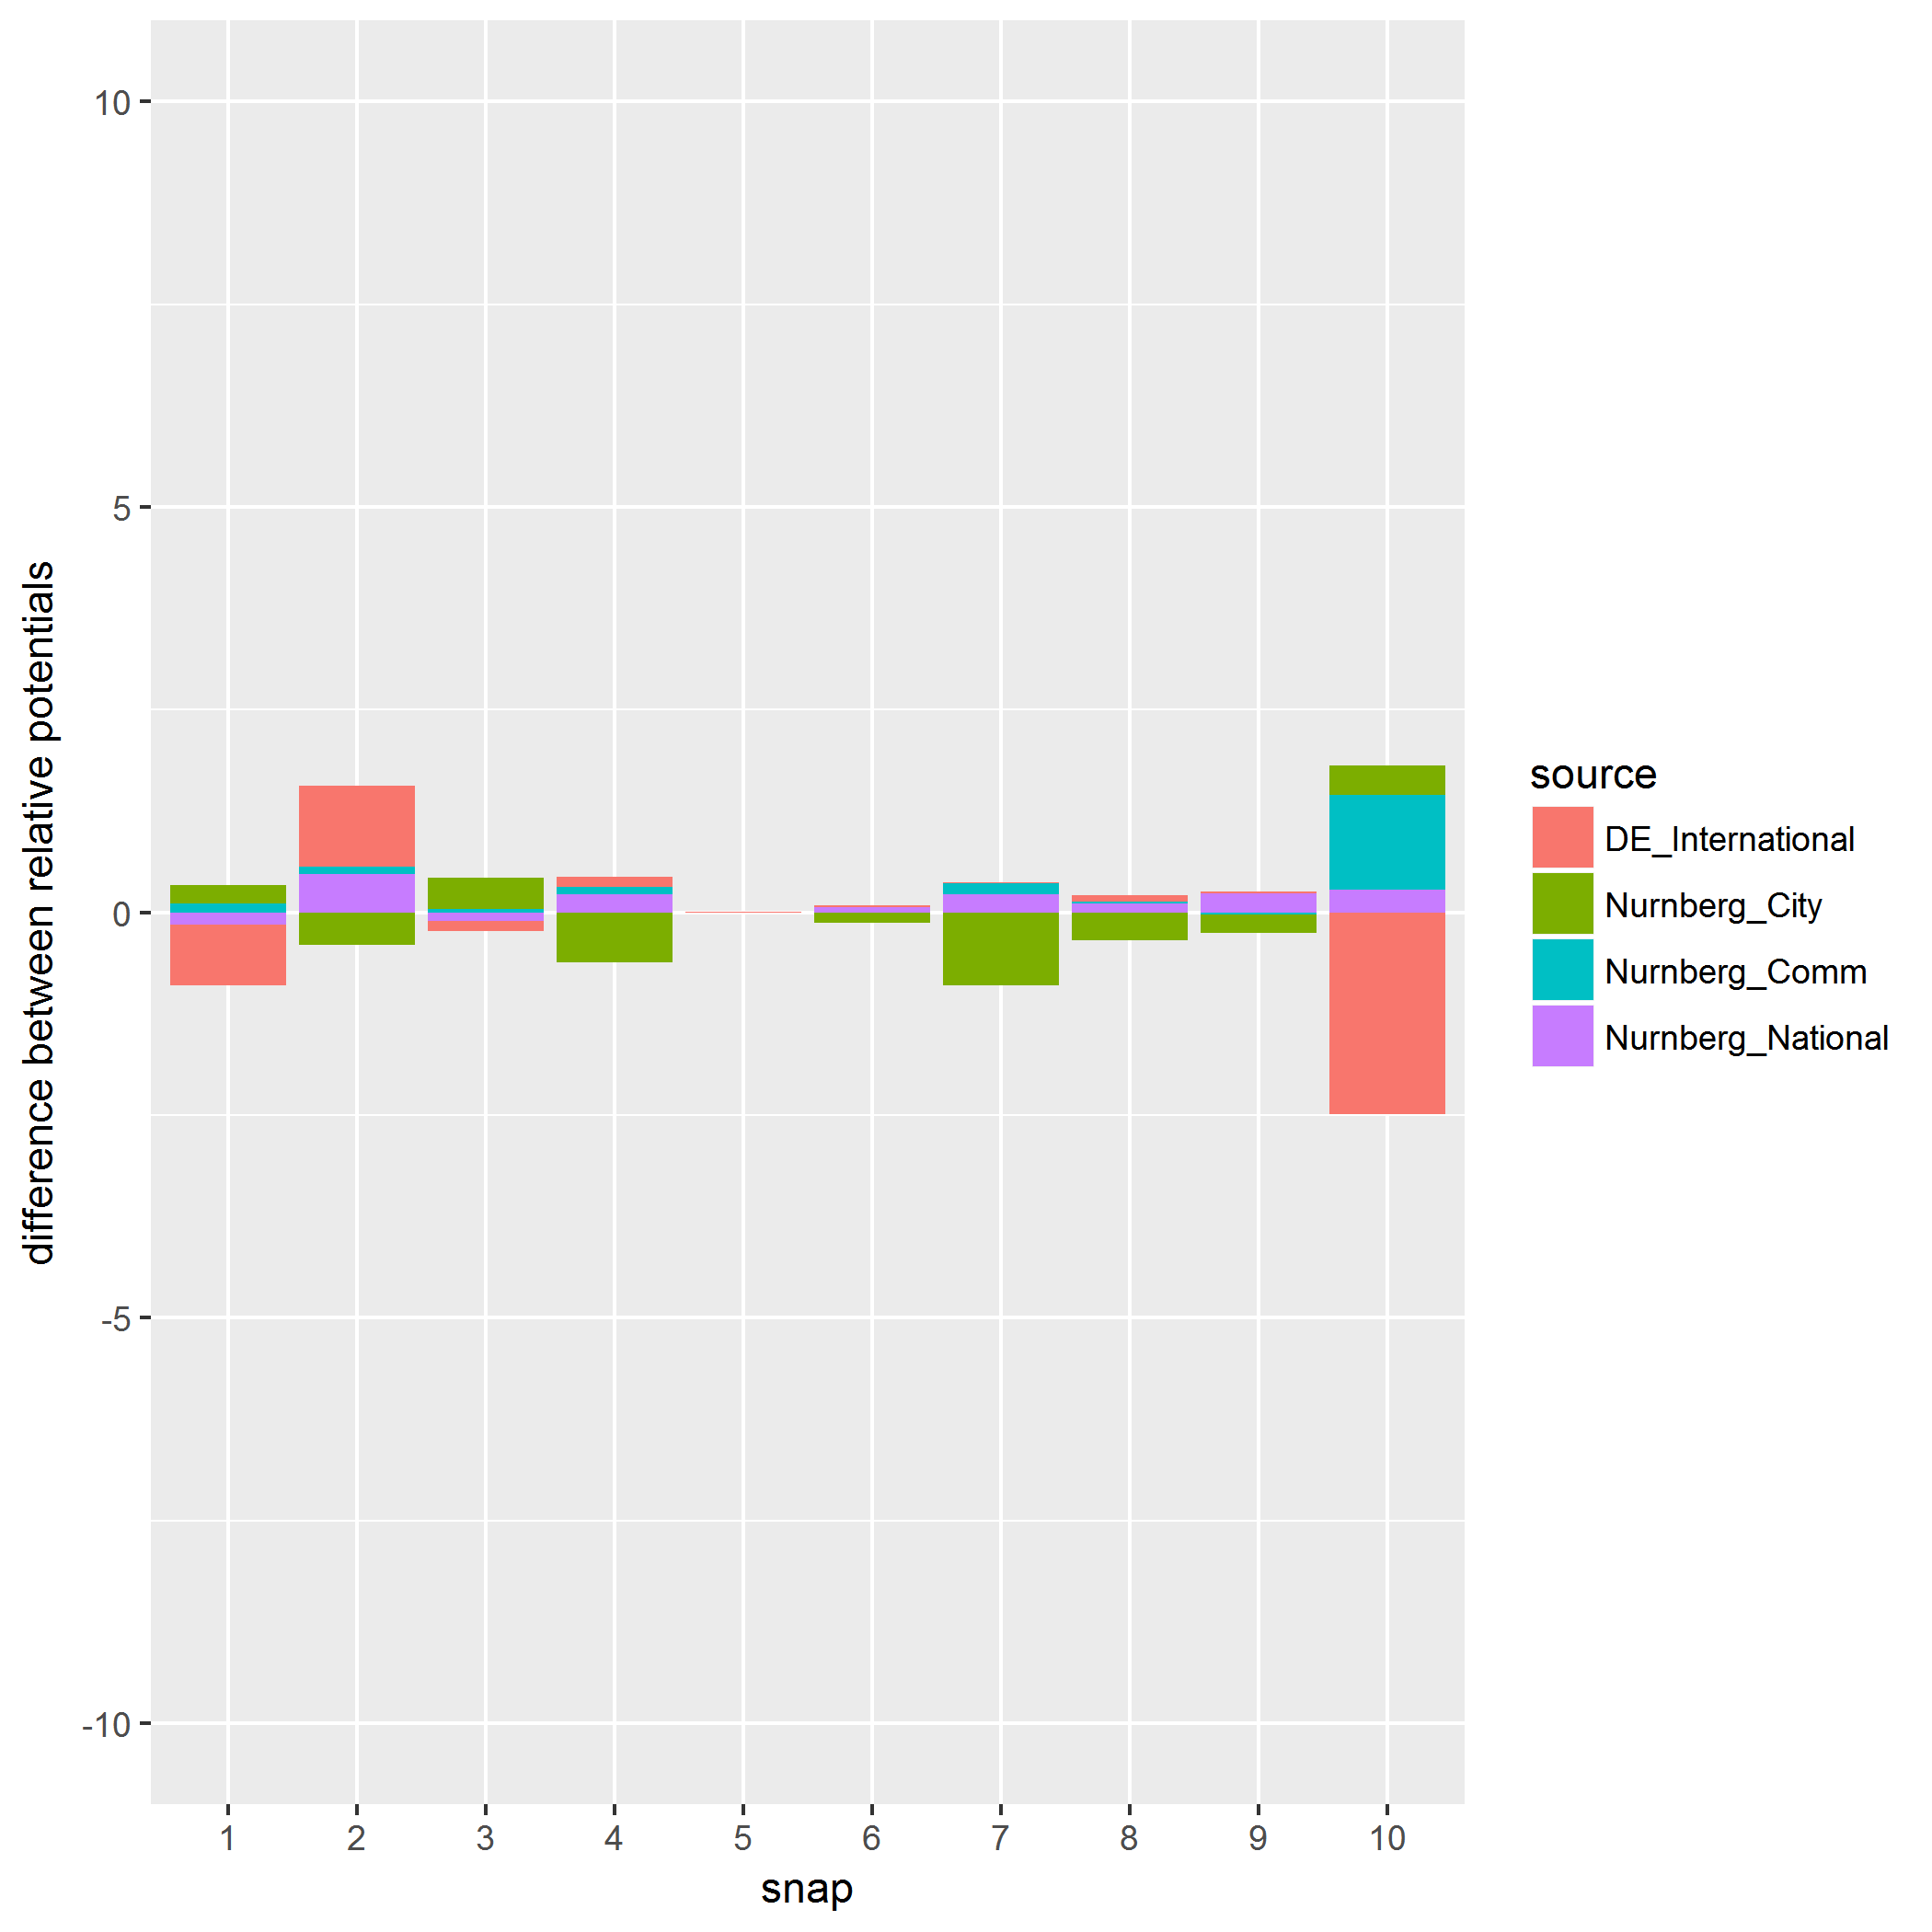 difference between relative potentials
10
5
0
-5
-10
1 2 3 4 5 6 7 8 9 10
snap
source
DE_International
Nurnberg_City
Nurnberg_Comm
Nurnberg_National